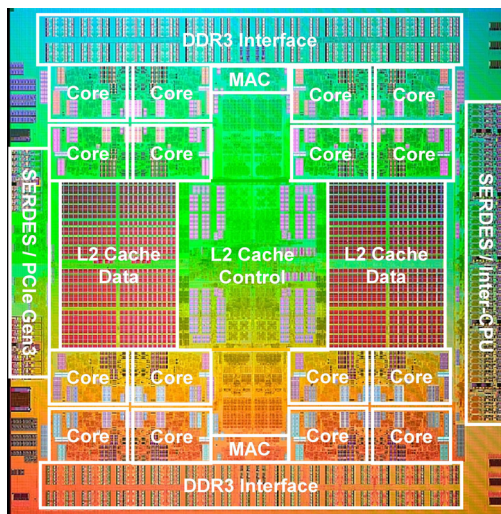 DDR3 Interface
MAC
Core Core Core Core
Core Core Core Core
SERDES / PCIe Gen3
L2 Cache
Data
L2 Cache
Control
L2 Cache
Data
SERDES / Inter-CPU
Core Core Core Core
Core Core Core Core
MAC
DDR3 Interface